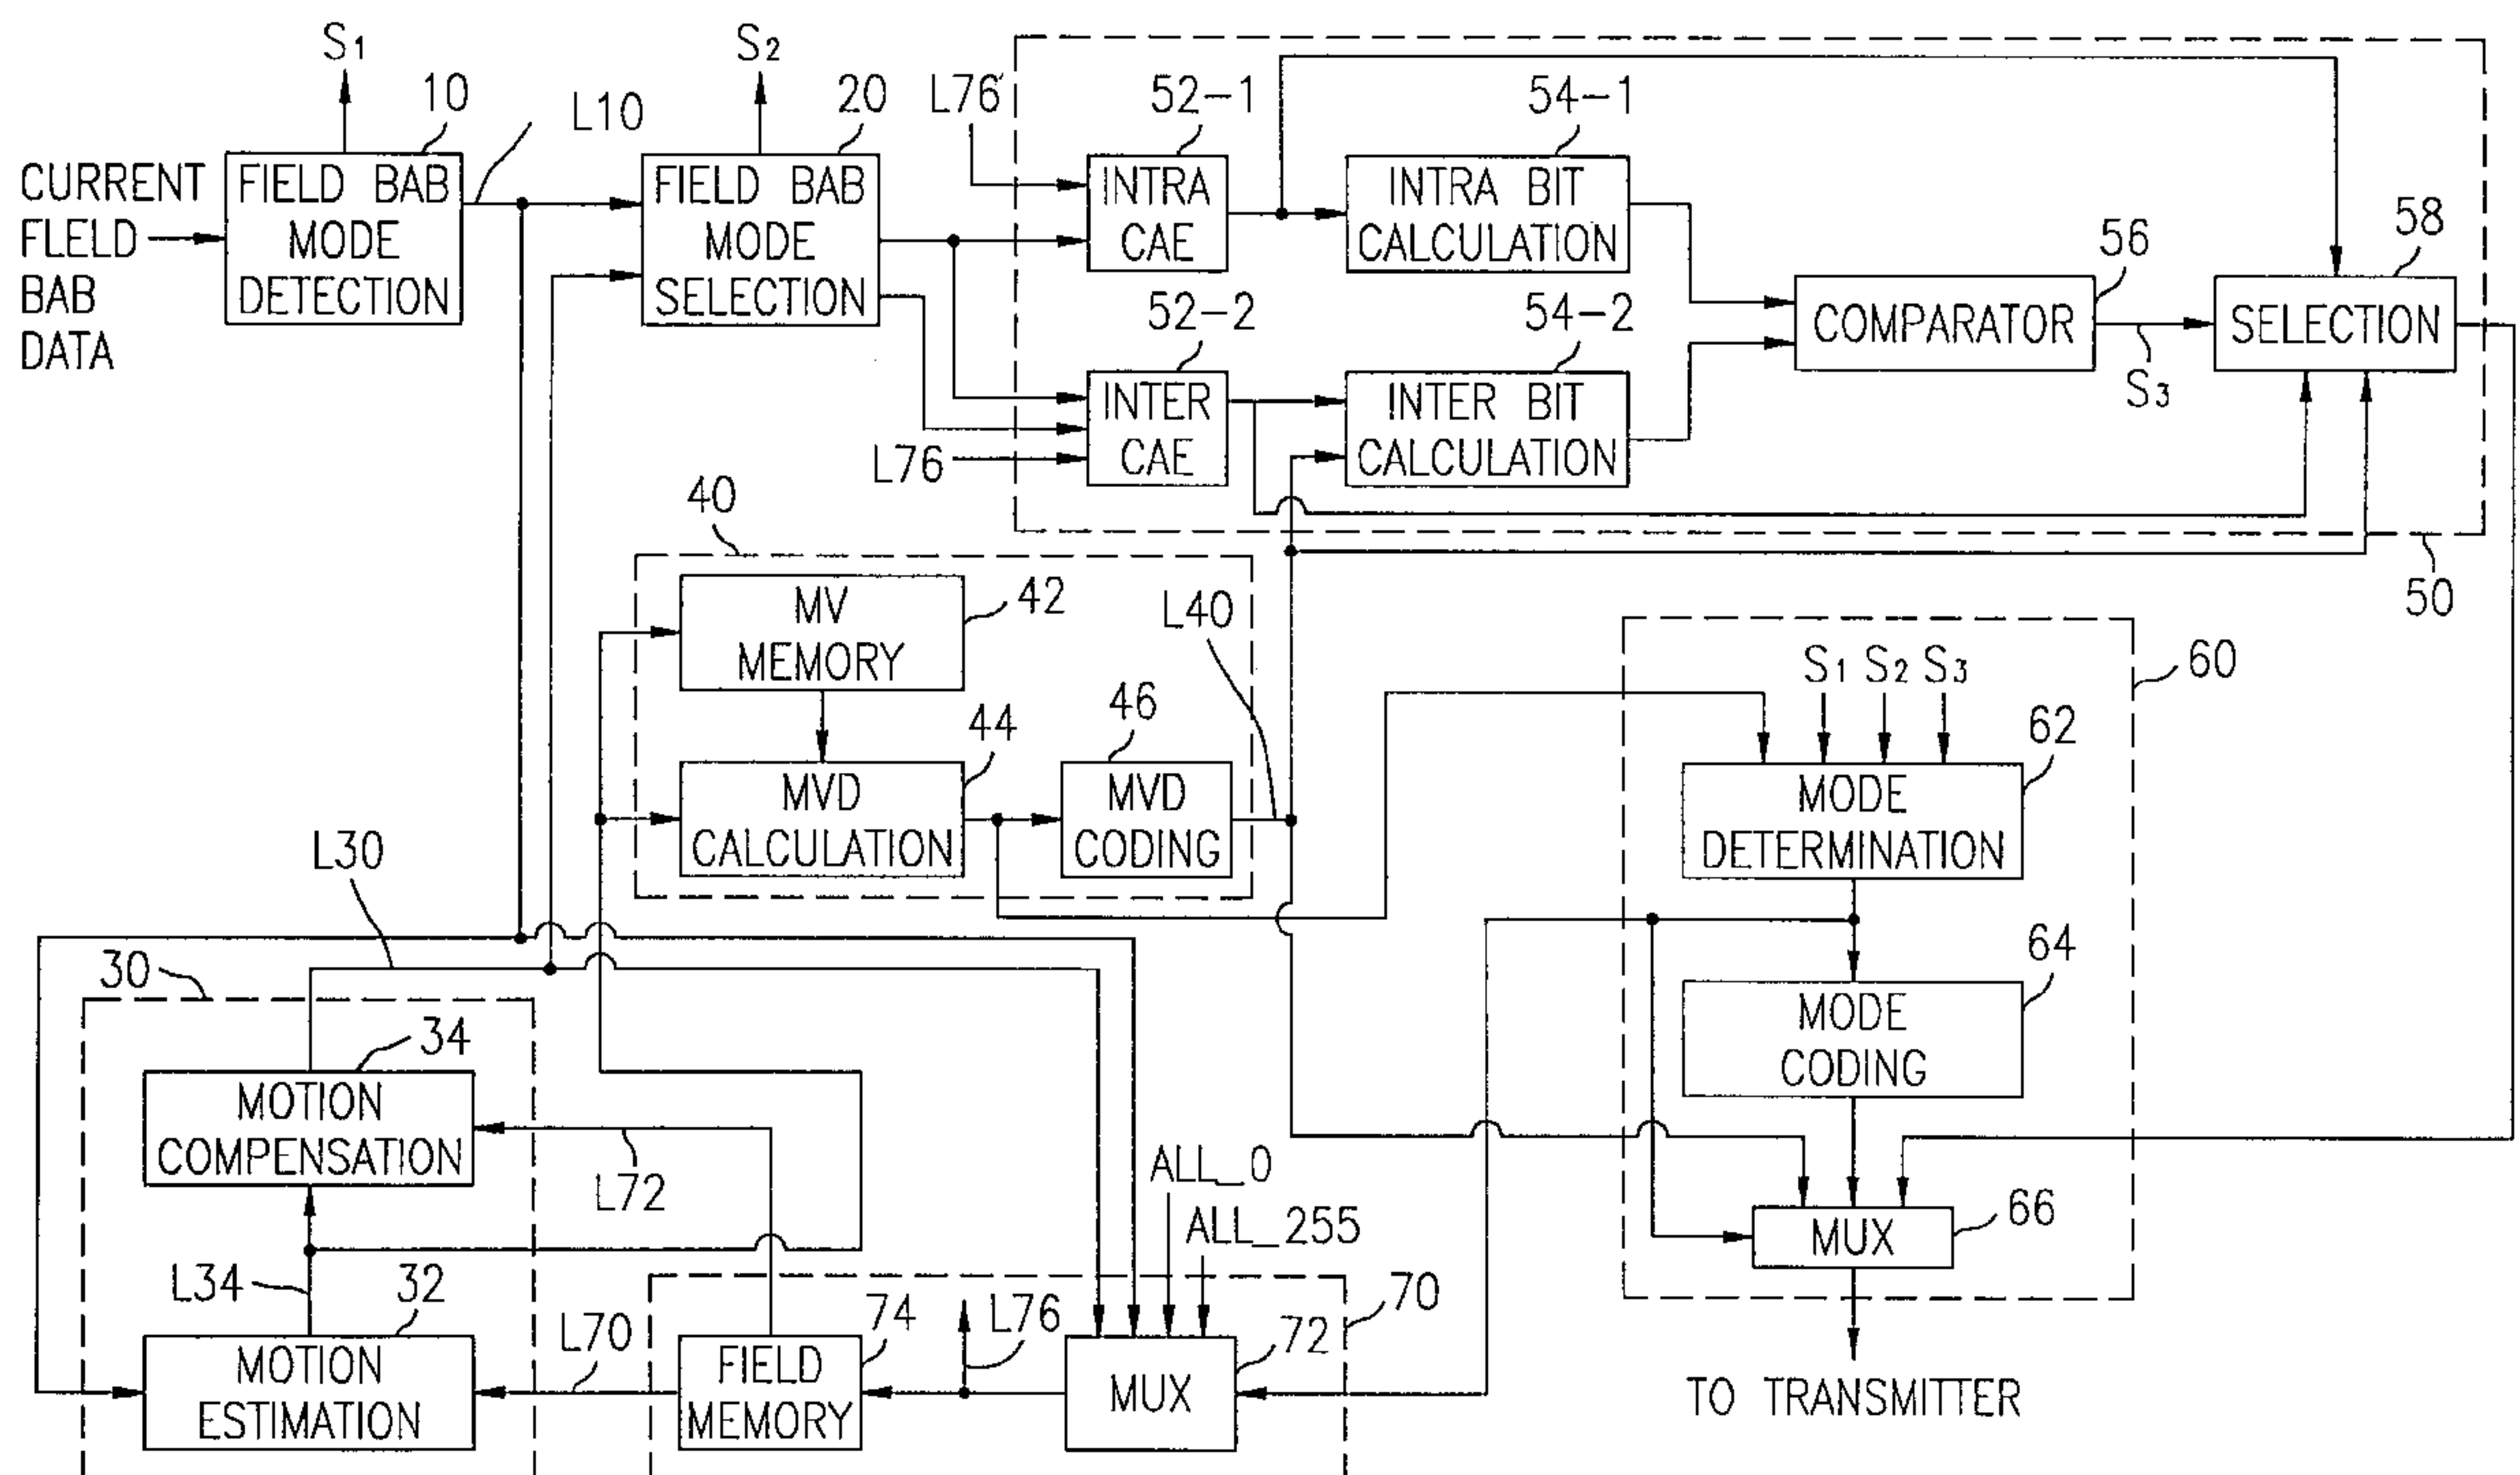 S1
S2
10
L10
20
L76
52-1
54-1
CURRENT
FLELD
BAB
DATA
FIELD BAB
MODE
DETECTION
FIELD BAB
MODE
SELECTION
INTRA
CAE
INTRA BIT
CALCULATION
56
58
52-2
54-2
COMPARATOR
S3
SELECTION
INTER
CAE
INTER BIT
CALCULATION
L76
40
50
MV
MEMORY
42
L40
44
46
MVD
CALCULATION
MVD
CODING
60
S1 S2 S3
62
MODE
DETERMINATION
64
MODE
CODING
L30
30
34
MOTION
COMPENSATION
L72
ALL_0
ALL_255
66
MUX
L34
32
MOTION
ESTIMATION
L70
74
FIELD
MEMORY
L76
70
72
MUX
TO TRANSMITTER